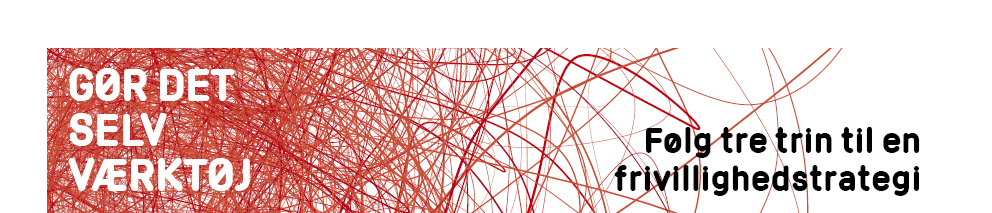 GØR DET
SELV
VÆRKTØJ
Følg tre trin til en
frivillighedstrategi